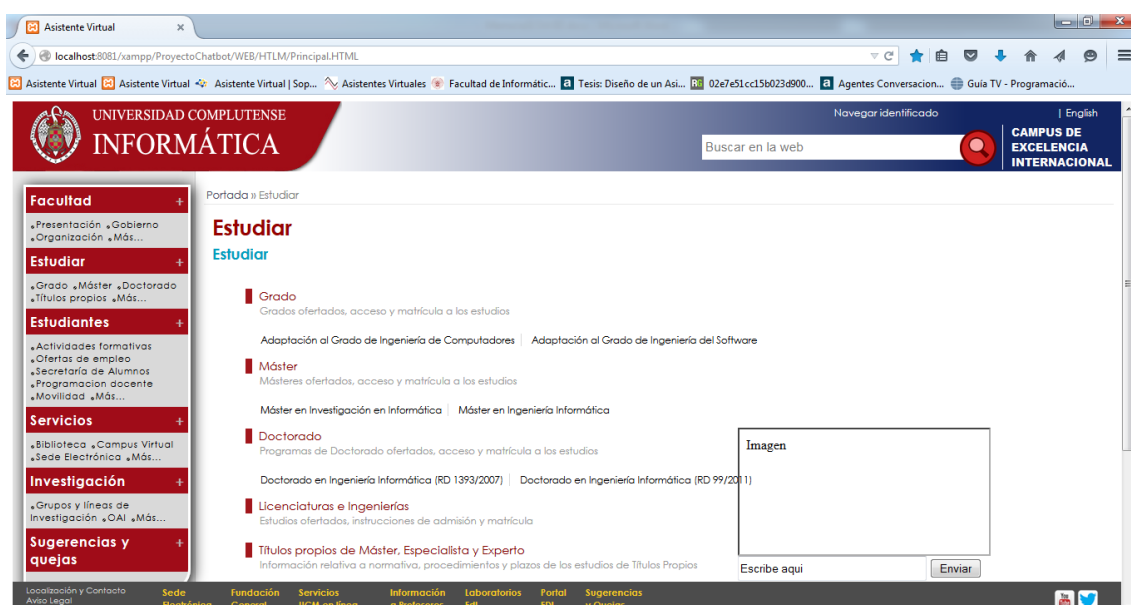 Asistente Virtual
localhost:8081/xampp/ProyectoChatbot/WEB/HTLM/Principal.HTML
Asistente Virtual Asistente Virtual Asistente Virtual | Sop... Asistentes Virtuales Facultad de Informátic... Tesis: Diseño de un Asi... 02e7e51cc15b023d900... Agentes Conversacion... Guía TV - Programació...
UNIVERSIDAD COMPLUTENSE
INFORMÁTICA
Navegar identificado | English
Buscar en la web
CAMPUS DE
EXCELENCIA
INTERNACIONAL
Facultad +
Presentación Gobierno
Organización Más...
Estudiar +
Grado Máster Doctorado
Títulos propios Más...
Estudiantes +
Actividades formativas
Ofertas de empleo
Secretaría de Alumnos
Programacion docente
Movilidad Más...
Servicios +
Biblioteca Campus Virtual
Sede Electrónica Más...
Investigación +
Grupos y líneas de
Investigación OAI Más...
Sugerencias y +
quejas
Portada » Estudiar
Estudiar
Estudiar
Grado
Grados ofertados, acceso y matrícula a los estudios
Adaptación al Grado de Ingeniería de Computadores | Adaptación al Grado de Ingeniería del Software
Máster
Másteres ofertados, acceso y matrícula a los estudios
Máster en Investigación en Informática | Máster en Ingeniería Informática
Doctorado
Programas de Doctorado ofertados, acceso y matrícula a los estudios
Doctorado en Ingeniería Informática (RD 1393/2007) | Doctorado en Ingeniería Informática (RD 99/2011)
Licenciaturas e Ingenierías
Estudios ofertados, instrucciones de admisión y matrícula
Títulos propios de Máster, Especialista y Experto
Información relativa a normativa, procedimientos y plazos de los estudios de Títulos Propios
Imagen
Escribe aqui Enviar
Localización y Contacto
Aviso Legal
Sede Fundación Servicios Información Laboratorios Portal Sugerencias
Electrónica General UCM en línea a Profesores FdI FDI y Quejas